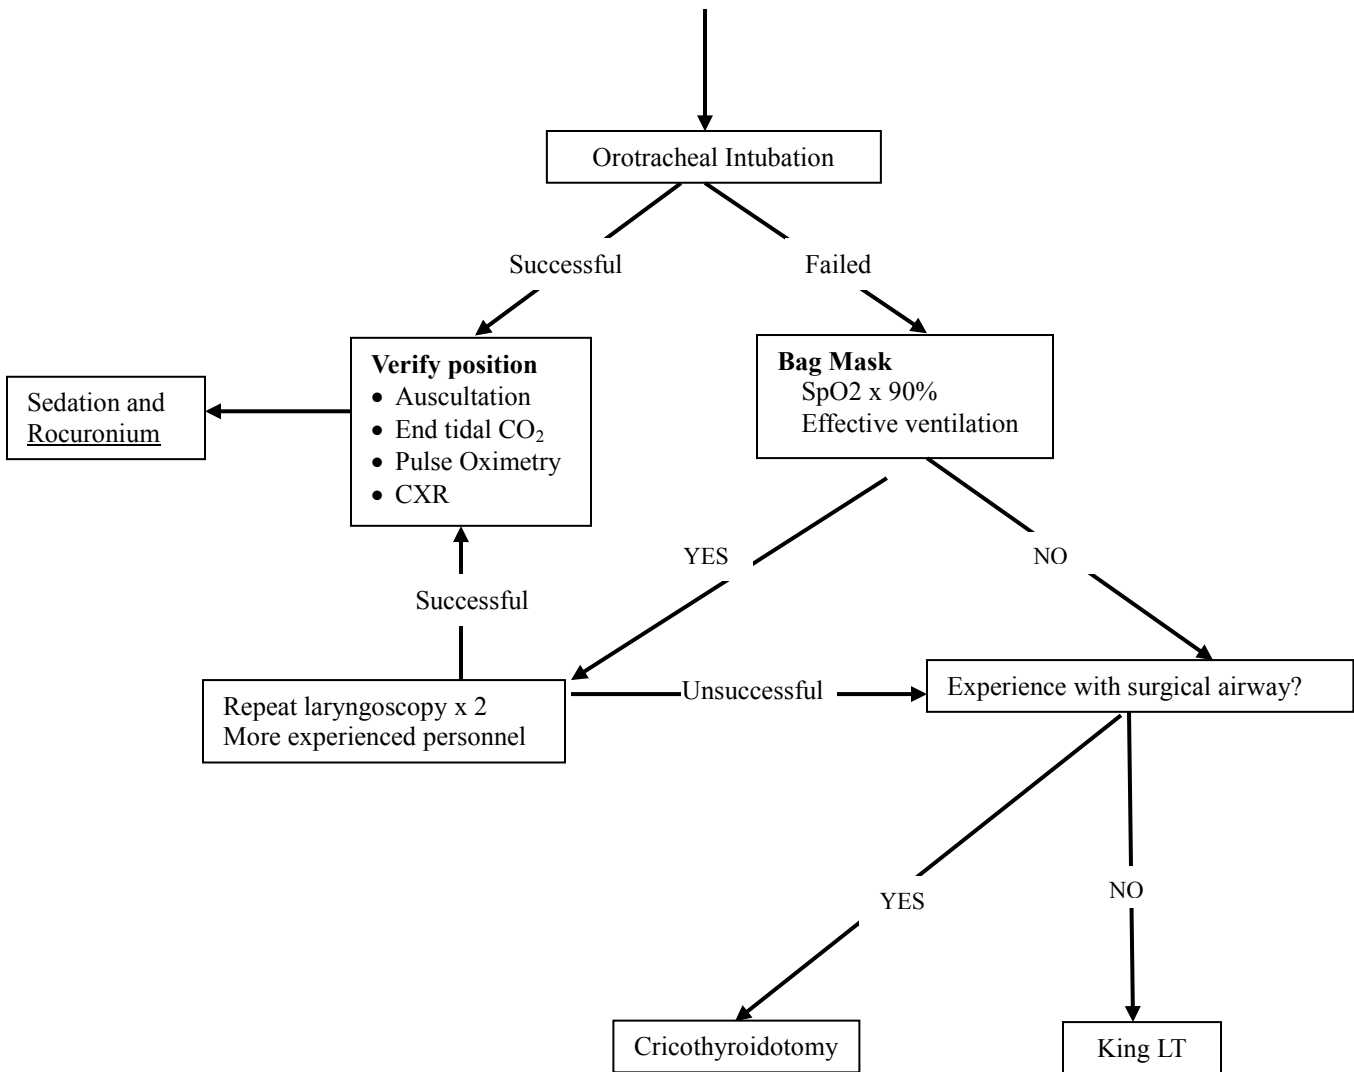 Orotracheal Intubation
Successful
Failed
Verify position
• Auscultation
• End tidal CO₂
• Pulse Oximetry
• CXR
Bag Mask
SpO2 x 90%
Effective ventilation
Sedation and
Rocuronium
YES
NO
Successful
Repeat laryngoscopy x 2
More experienced personnel
Unsuccessful
Experience with surgical airway?
YES
NO
Cricothyroidotomy
King LT